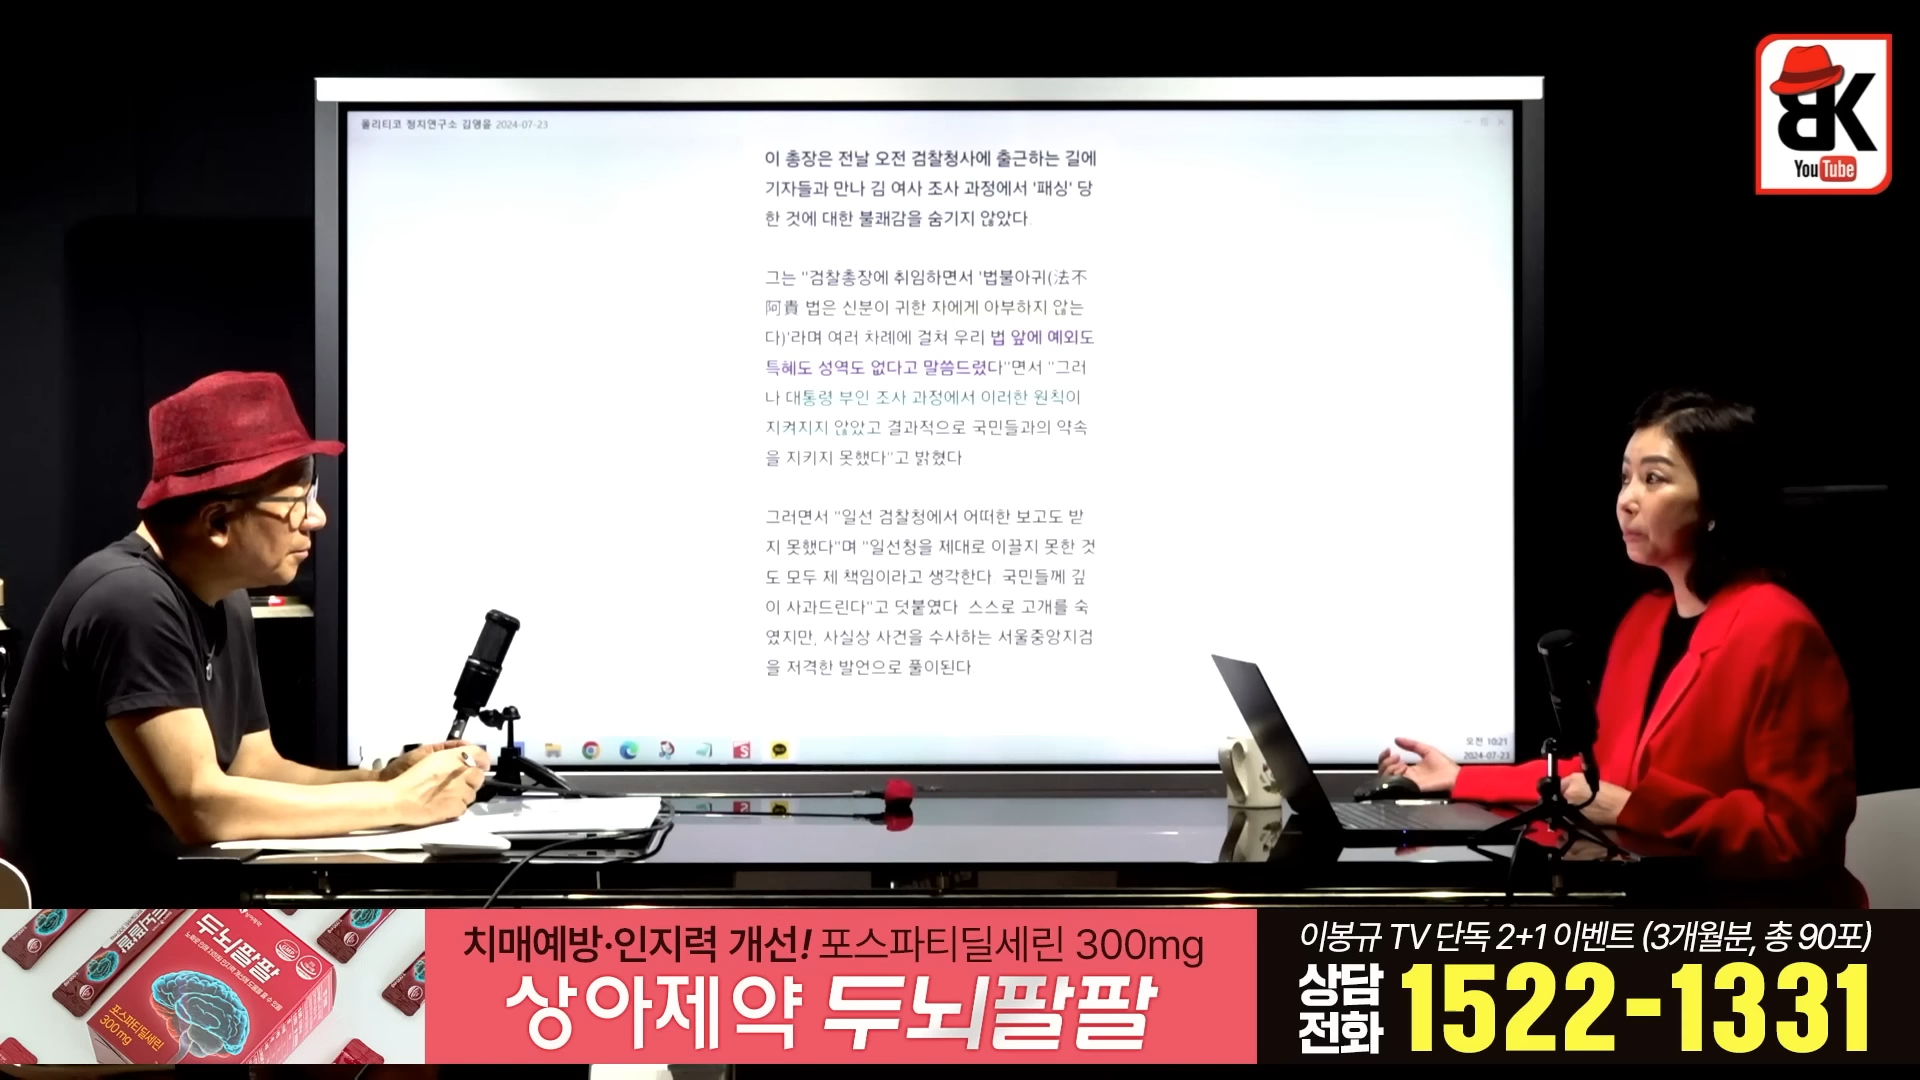 BK
YouTube
폴리티코 정치연구소 김영윤 2024-07-23
이 총장은 전날 오전 검찰청사에 출근하는 길에
기자들과 만나 김 여사 조사 과정에서 '패싱' 당
한 것에 대한 불쾌감을 숨기지 않았다.
그는 "검찰총장에 취임하면서 '법불아귀(法不
阿貴 법은 신분이 귀한 자에게 아부하지 않는
다)'라며 여러 차례에 걸쳐 우리 법 앞에 예외도
특혜도 성역도 없다고 말씀드렸다"면서 "그러
나 대통령 부인 조사 과정에서 이러한 원칙이
지켜지지 않았고 결과적으로 국민들과의 약속
을 지키지 못했다"고 밝혔다
그러면서 "일선 검찰청에서 어떠한 보고도 받
지 못했다"며 "일선청을 제대로 이끌지 못한 것
도 모두 제 책임이라고 생각한다 국민들께 깊
이 사과드린다"고 덧붙였다 스스로 고개를 숙
였지만, 사실상 사건을 수사하는 서울중앙지검
을 저격한 발언으로 풀이된다
오전 10:21
2024-07-23
두뇌팔팔
포스파티딜세린
300mg
치매예방·인지력 개선! 포스파티딜세린 300mg
상아제약 두뇌팔팔
이봉규 TV 단독 2+1 이벤트 (3개월분, 총 90포)
상담
전화
1522-1331